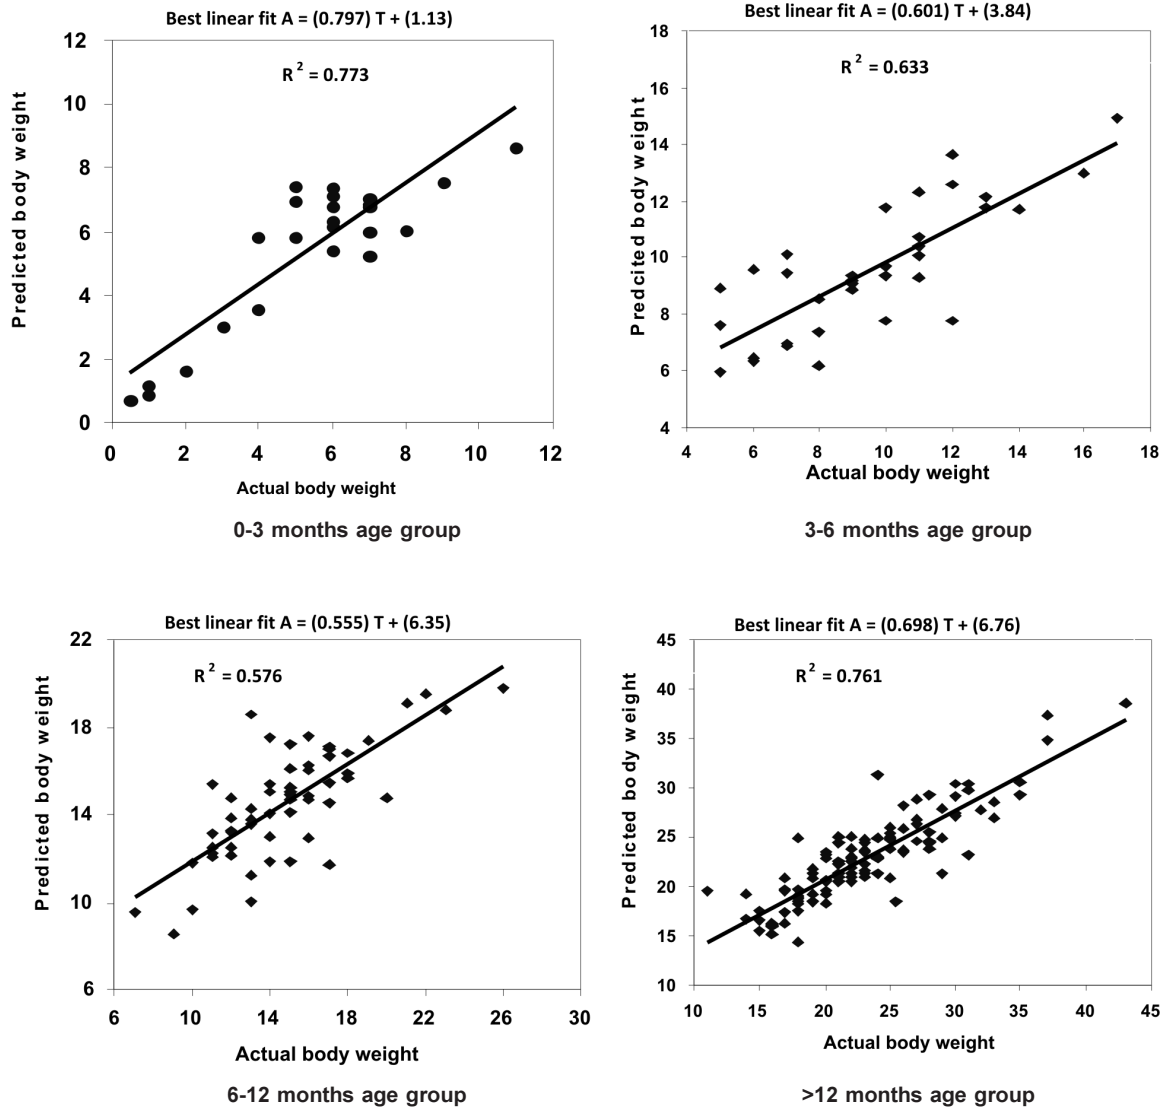 Best linear fit A = (0.797) T + (1.13)
R2 = 0.773
Predicted body weight
12
10
8
6
4
2
0
0 2 4 6 8 10 12
Actual body weight
0-3 months age group
Best linear fit A = (0.601) T + (3.84)
R2 = 0.633
Predcited body weight
18
16
14
12
10
8
6
4
4 6 8 10 12 14 16 18
Actual body weight
3-6 months age group
Best linear fit A = (0.555) T + (6.35)
R2 = 0.576
Predicted body weight
22
18
14
10
6
6 10 14 18 22 26 30
Actual body weight
6-12 months age group
Best linear fit A = (0.698) T + (6.76)
R2 = 0.761
Predicted body weight
45
40
35
30
25
20
15
10
10 15 20 25 30 35 40 45
Actual body weight
>12 months age group